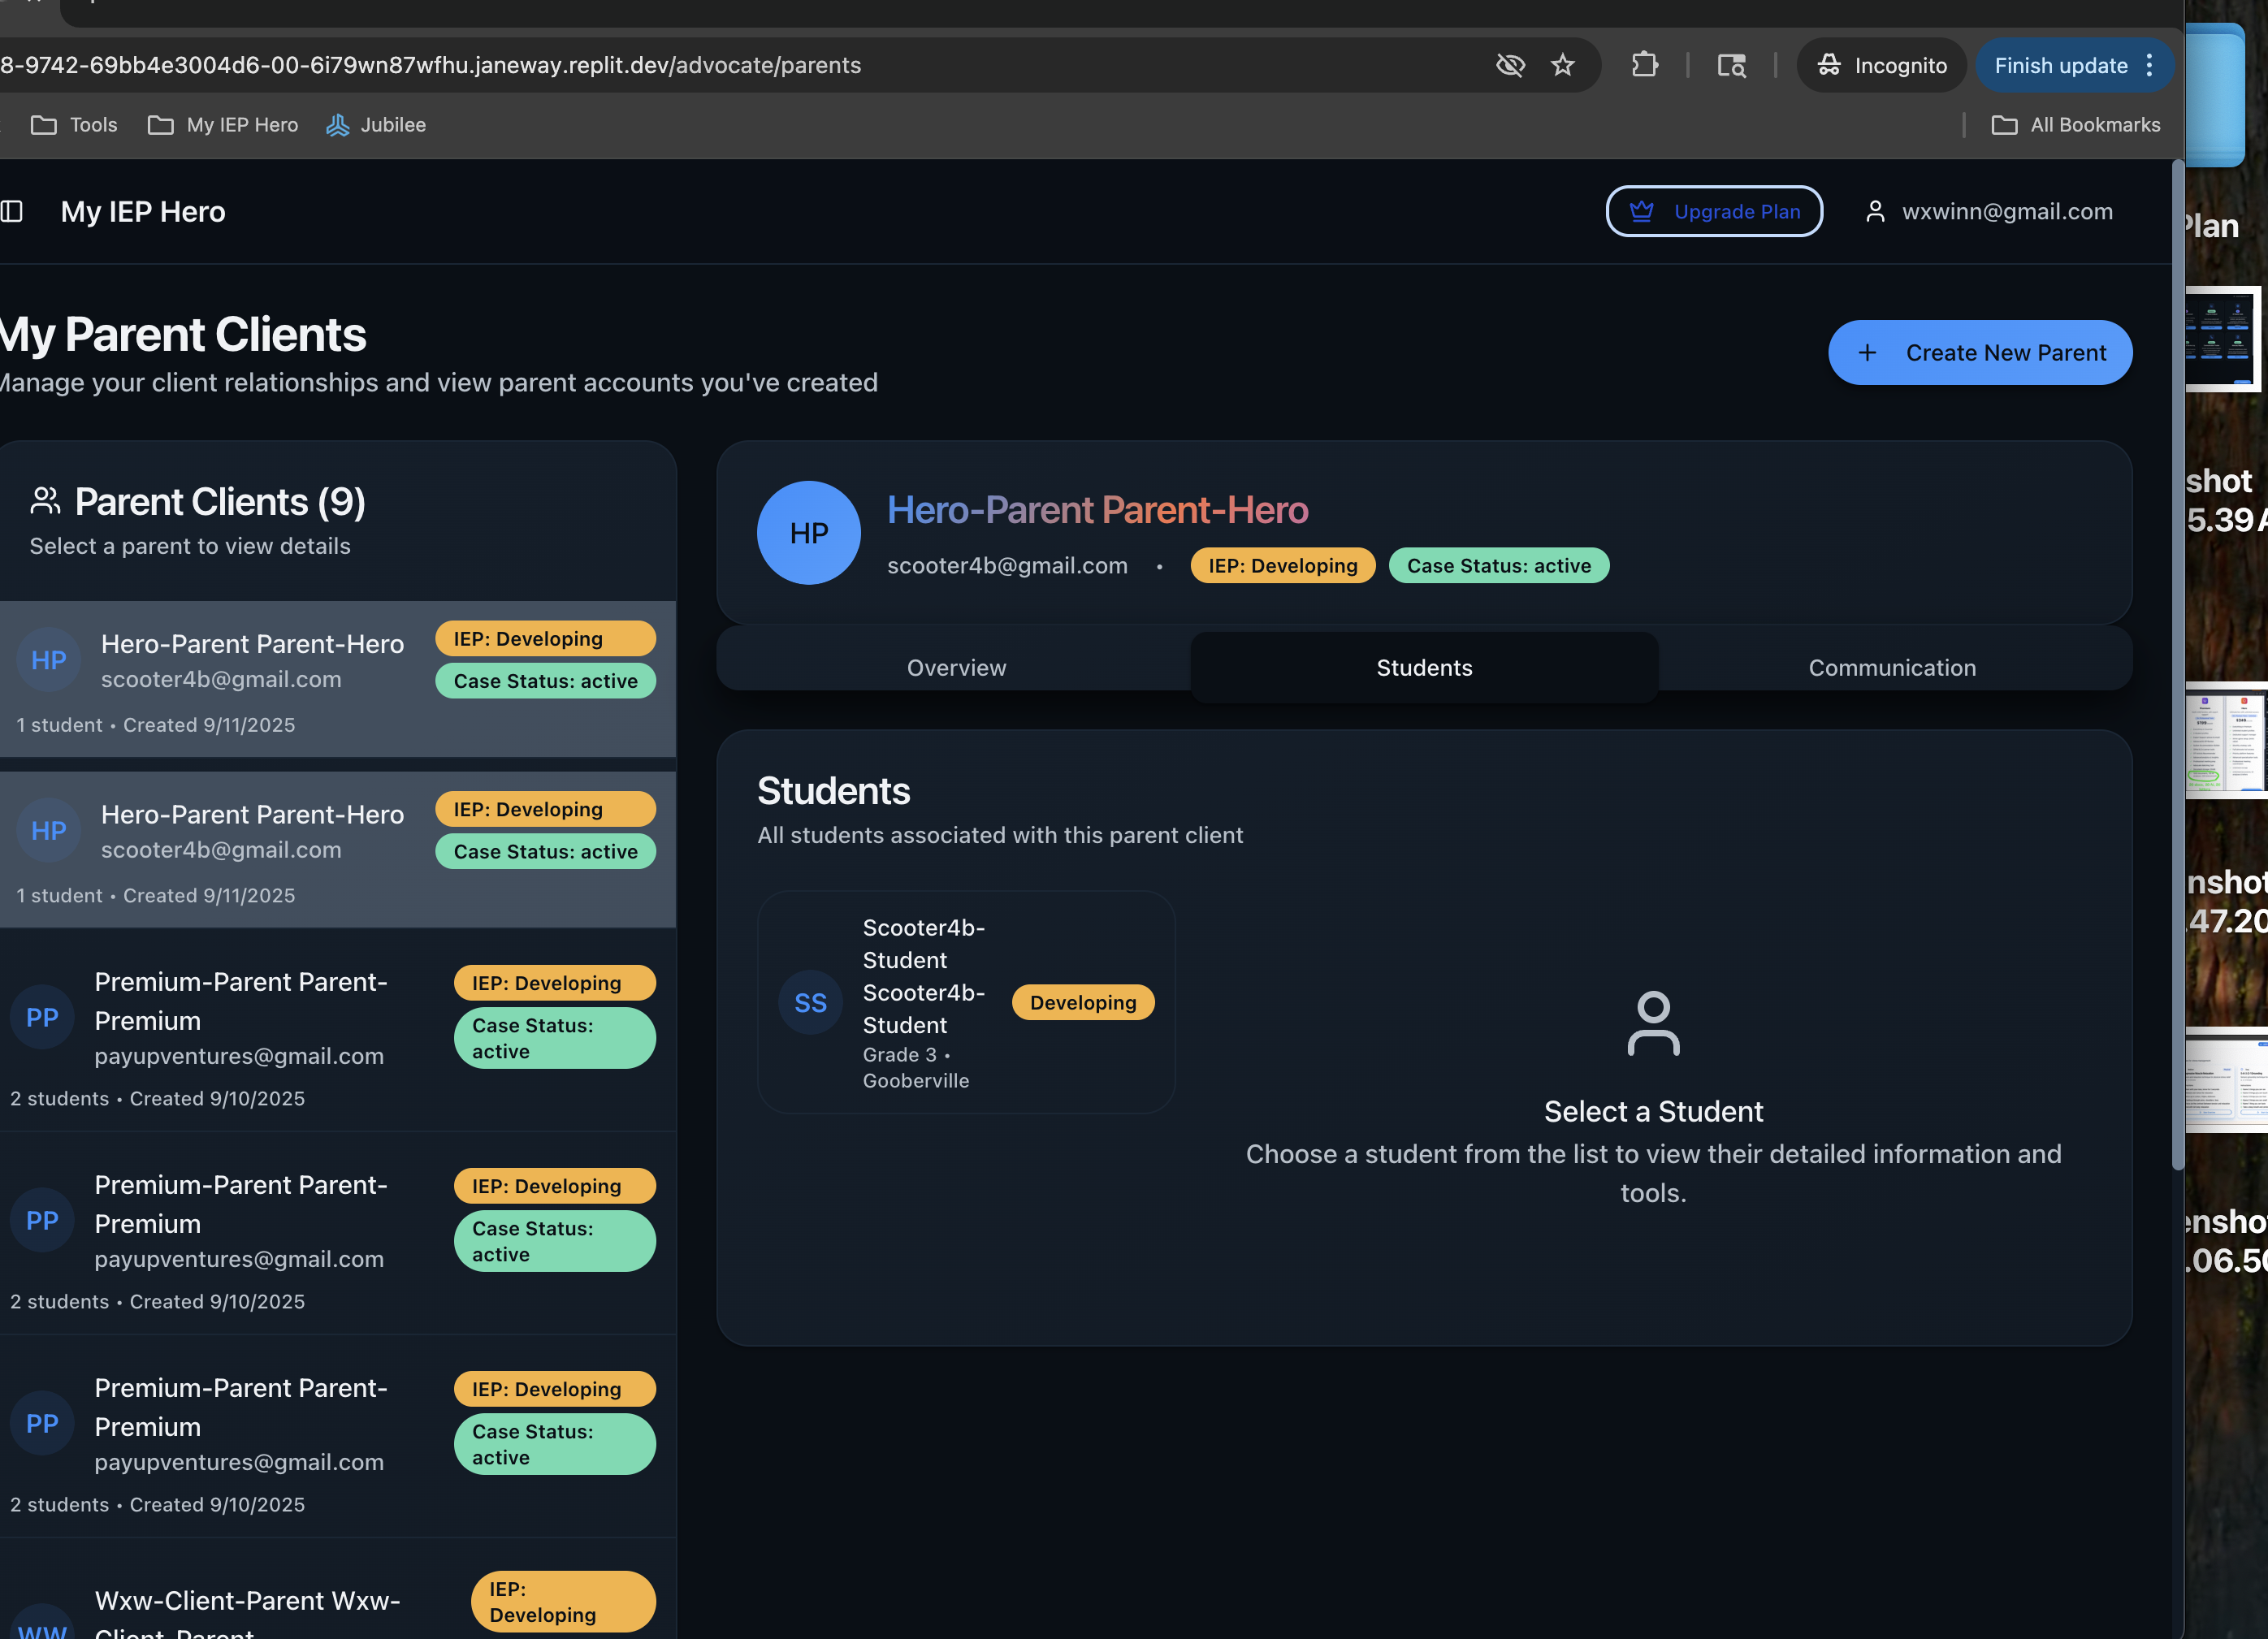 8-9742-69bb4e3004d6-00-6i79wn87wfhu.janeway.replit.dev/advocate/parents
Incognito
Finish update
Tools
My IEP Hero
Jubilee
All Bookmarks
My IEP Hero
Upgrade Plan
wxwinn@gmail.com
Plan
My Parent Clients
Manage your client relationships and view parent accounts you've created
Create New Parent
Parent Clients (9)
Select a parent to view details
HP
Hero-Parent Parent-Hero
scooter4b@gmail.com
IEP: Developing
Case Status: active
1 student • Created 9/11/2025
HP
Hero-Parent Parent-Hero
scooter4b@gmail.com
IEP: Developing
Case Status: active
1 student • Created 9/11/2025
PP
Premium-Parent Parent-
Premium
payupventures@gmail.com
IEP: Developing
Case Status:
active
2 students • Created 9/10/2025
PP
Premium-Parent Parent-
Premium
payupventures@gmail.com
IEP: Developing
Case Status:
active
2 students • Created 9/10/2025
PP
Premium-Parent Parent-
Premium
payupventures@gmail.com
IEP: Developing
Case Status:
active
2 students • Created 9/10/2025
WW
Wxw-Client-Parent Wxw-
Client-Parent
IEP:
Developing
HP
Hero-Parent Parent-Hero
scooter4b@gmail.com •
IEP: Developing
Case Status: active
Overview
Students
Communication
Students
All students associated with this parent client
SS
Scooter4b-
Student
Scooter4b-
Student
Grade 3 •
Gooberville
Developing
Select a Student
Choose a student from the list to view their detailed information and
tools.
shot
5.39
nshot
.47.20
enshot
.06.50